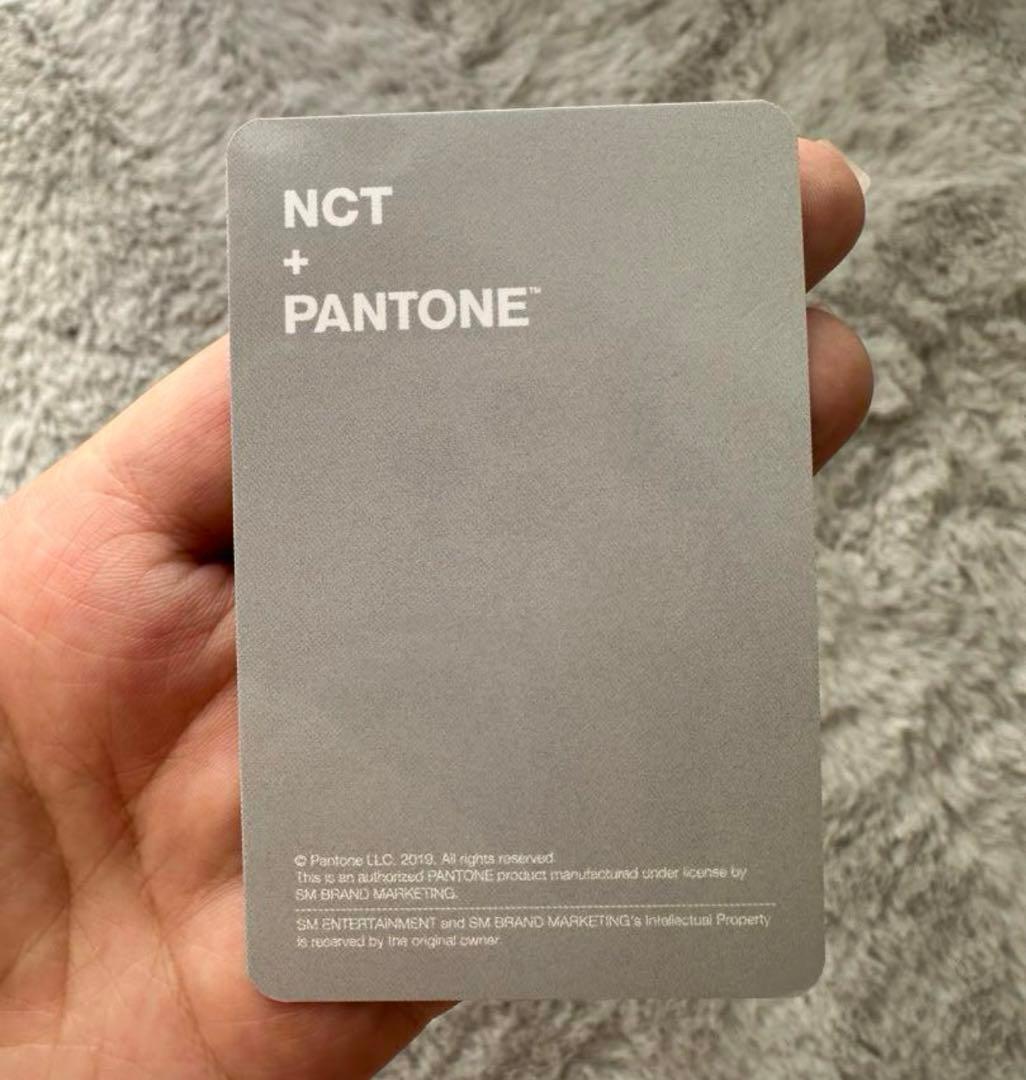 NCT
+
PANTONE™
© Pantone LLC. 2019. All rights reserved.
This is an authorized PANTONE product manufactured under license by
SM BRAND MARKETING.
SM ENTERTAINMENT and SM BRAND MARKETING's Intellectual Property
is reserved by the original owner.